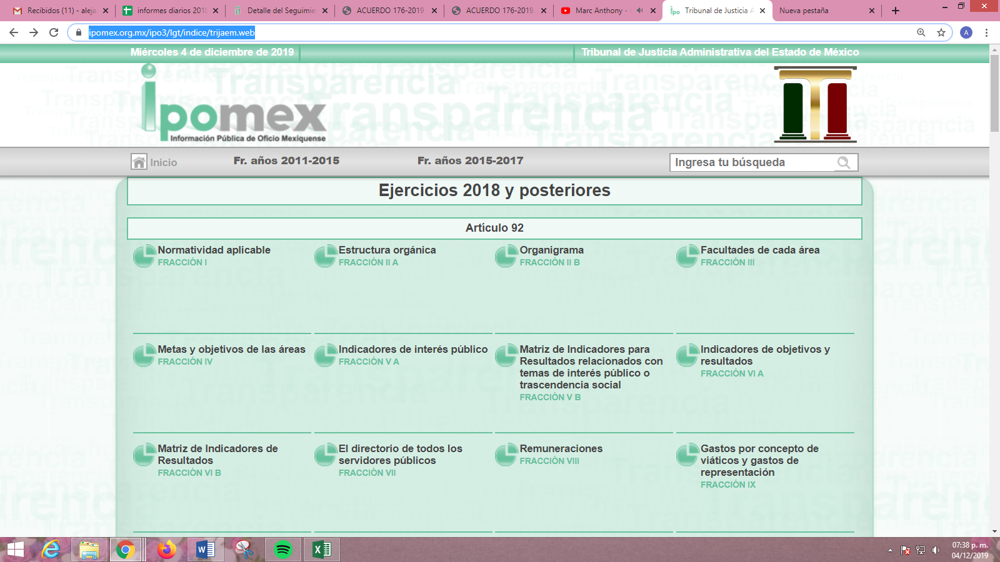 Recibidos (11) - aleja
informes diarios 2018
Detalle del Seguimie
ACUERDO 176-2019
ACUERDO 176-2019
Marc Anthony -
Tribunal de Justicia A
Nueva pestaña
ipomex.org.mx/ipo3/lgt/indice/trijaem.web
A
Miércoles 4 de diciembre de 2019
Tribunal de Justicia Administrativa del Estado de México
ipomex
Información Pública de Oficio Mexiquense
Transparencia
Inicio
Fr. años 2011-2015
Fr. años 2015-2017
Ingresa tu búsqueda
Ejercicios 2018 y posteriores
Artículo 92
Normatividad aplicable
FRACCIÓN I
Estructura orgánica
FRACCIÓN II A
Organigrama
FRACCIÓN II B
Facultades de cada área
FRACCIÓN III
Metas y objetivos de las áreas
FRACCIÓN IV
Indicadores de interés público
FRACCIÓN V A
Matriz de Indicadores para
Resultados relacionados con
temas de interés público o
trascendencia social
FRACCIÓN V B
Indicadores de objetivos y
resultados
FRACCIÓN VI A
Matriz de Indicadores de
Resultados
FRACCIÓN VI B
El directorio de todos los
servidores públicos
FRACCIÓN VII
Remuneraciones
FRACCIÓN VIII
Gastos por concepto de
viáticos y gastos de
representación
FRACCIÓN IX
07:38 p. m.
04/12/2019